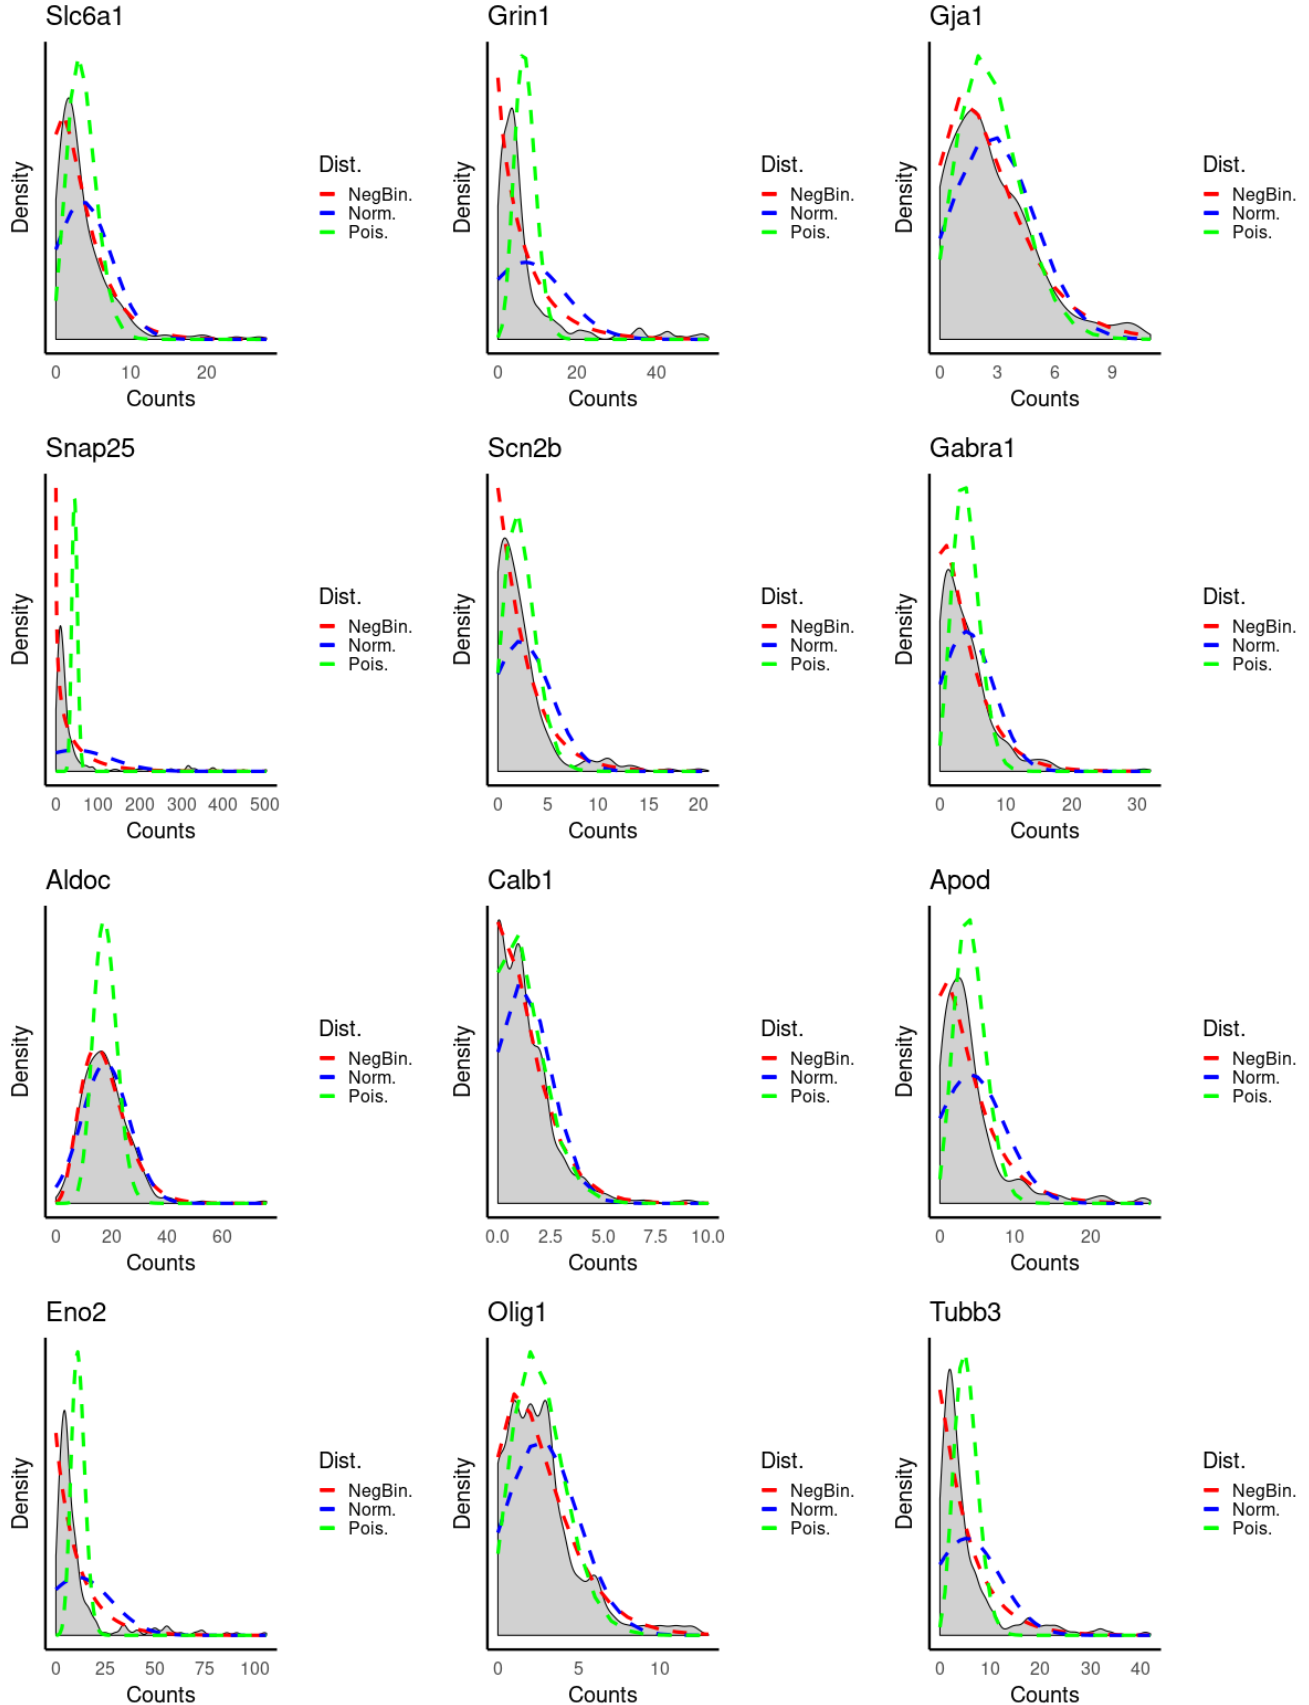 Slc6a1
Density
Dist.
NegBin.
Norm.
Pois.
0 10 20
Counts
Grin1
Density
Dist.
NegBin.
Norm.
Pois.
0 20 40
Counts
Gja1
Density
Dist.
NegBin.
Norm.
Pois.
0 3 6 9
Counts
Snap25
Density
Dist.
NegBin.
Norm.
Pois.
0 100 200 300 400 500
Counts
Scn2b
Density
Dist.
NegBin.
Norm.
Pois.
0 5 10 15 20
Counts
Gabra1
Density
Dist.
NegBin.
Norm.
Pois.
0 10 20 30
Counts
Aldoc
Density
Dist.
NegBin.
Norm.
Pois.
0 20 40 60
Counts
Calb1
Density
Dist.
NegBin.
Norm.
Pois.
0.0 2.5 5.0 7.5 10.0
Counts
Apod
Density
Dist.
NegBin.
Norm.
Pois.
0 10 20
Counts
Eno2
Density
Dist.
NegBin.
Norm.
Pois.
0 25 50 75 100
Counts
Olig1
Density
Dist.
NegBin.
Norm.
Pois.
0 5 10
Counts
Tubb3
Density
Dist.
NegBin.
Norm.
Pois.
0 10 20 30 40
Counts